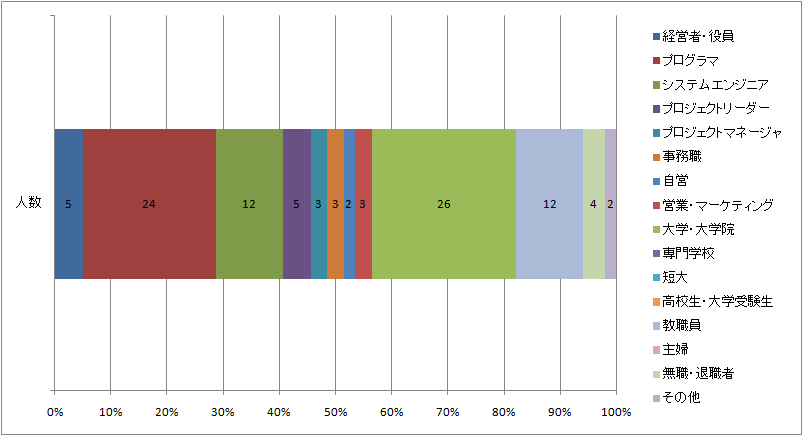 経営者・役員
プログラマ
システムエンジニア
プロジェクトリーダー
プロジェクトマネージャ
事務職
自営
営業・マーケティング
大学・大学院
専門学校
短大
高校生・大学受験生
教職員
主婦
無職・退職者
その他
人数
5 24 12 5 3 3 2 3 26 12 4 2
0% 10% 20% 30% 40% 50% 60% 70% 80% 90% 100%